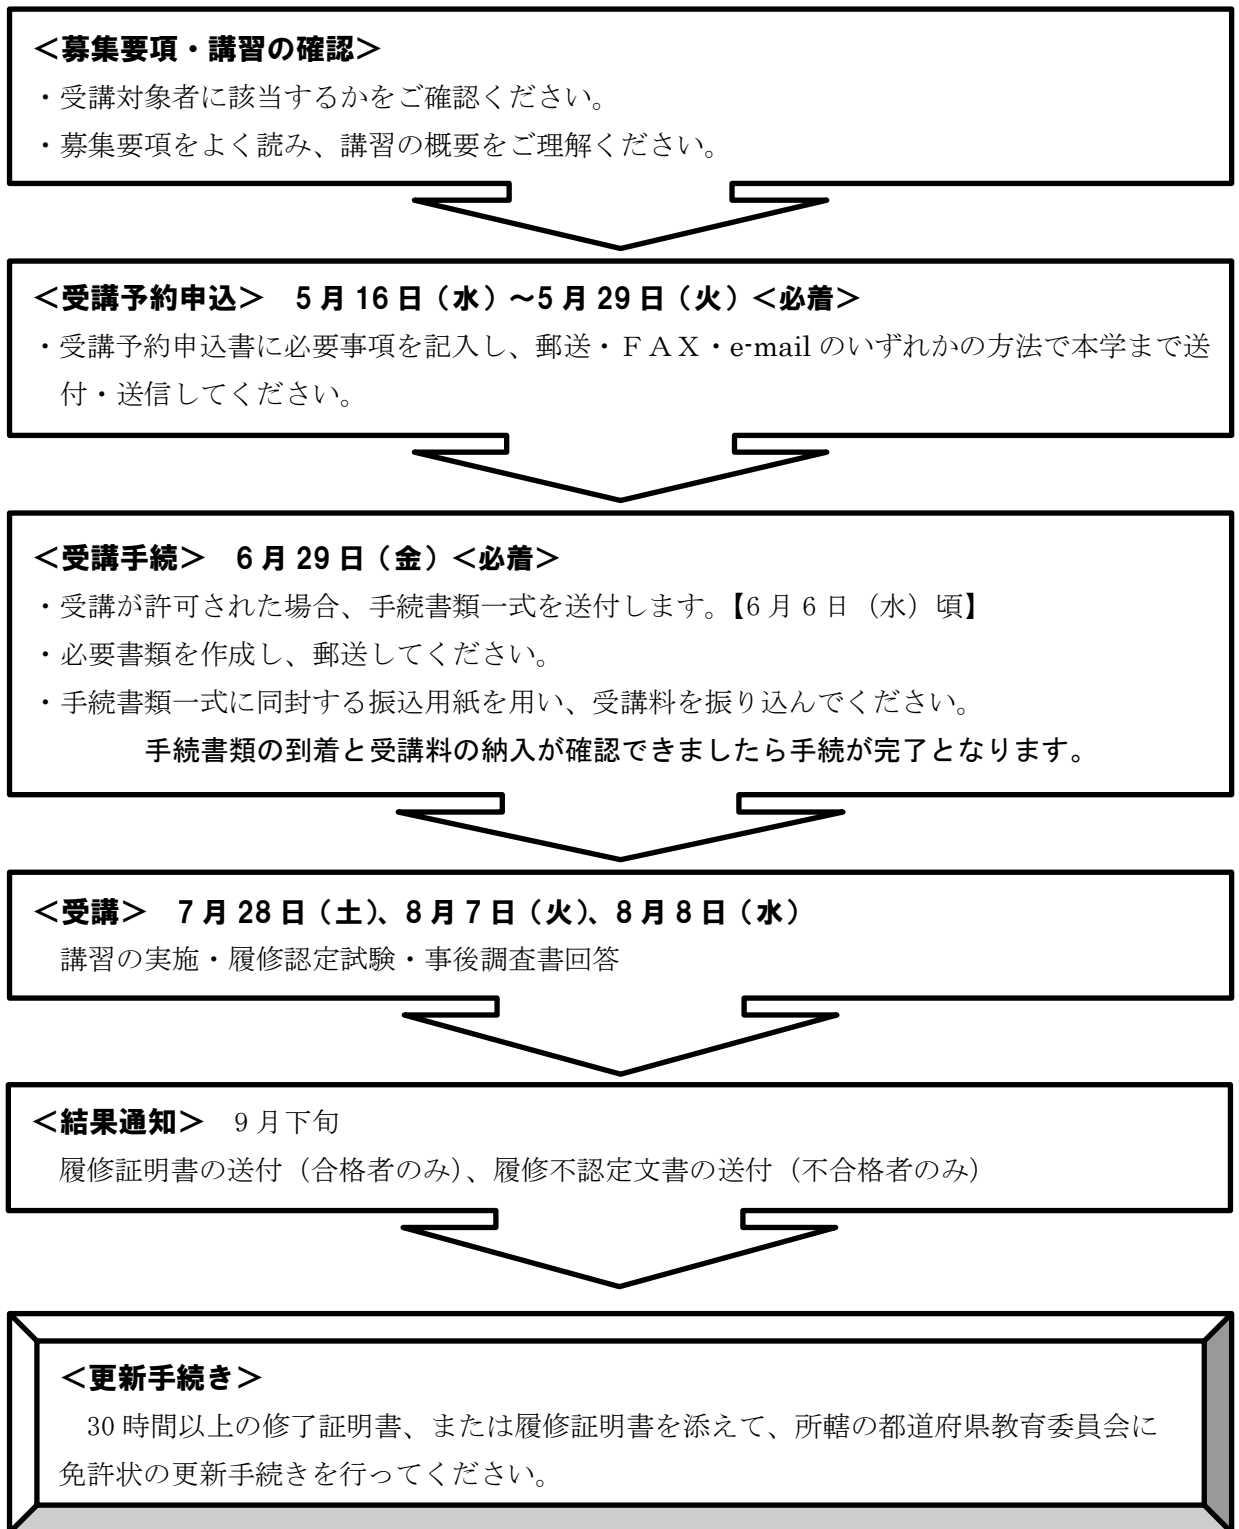 ＜募集要項・講習の確認＞
・受講対象者に該当するかをご確認ください。
・募集要項をよく読み、講習の概要をご理解ください。
＜受講予約申込＞　5月16日（水）～5月29日（火）＜必着＞
・受講予約申込書に必要事項を記入し、郵送・ＦＡＸ・e-mailのいずれかの方法で本学まで送
付・送信してください。
＜受講手続＞　6月29日（金）＜必着＞
・受講が許可された場合、手続書類一式を送付します。【6月6日（水）頃】
・必要書類を作成し、郵送してください。
・手続書類一式に同封する振込用紙を用い、受講料を振り込んでください。
手続書類の到着と受講料の納入が確認できましたら手続が完了となります。
＜受講＞　7月28日（土）、8月7日（火）、8月8日（水）
講習の実施・履修認定試験・事後調査書回答
＜結果通知＞　9月下旬
履修証明書の送付（合格者のみ）、履修不認定文書の送付（不合格者のみ）
＜更新手続き＞
30時間以上の修了証明書、または履修証明書を添えて、所轄の都道府県教育委員会に
免許状の更新手続きを行ってください。